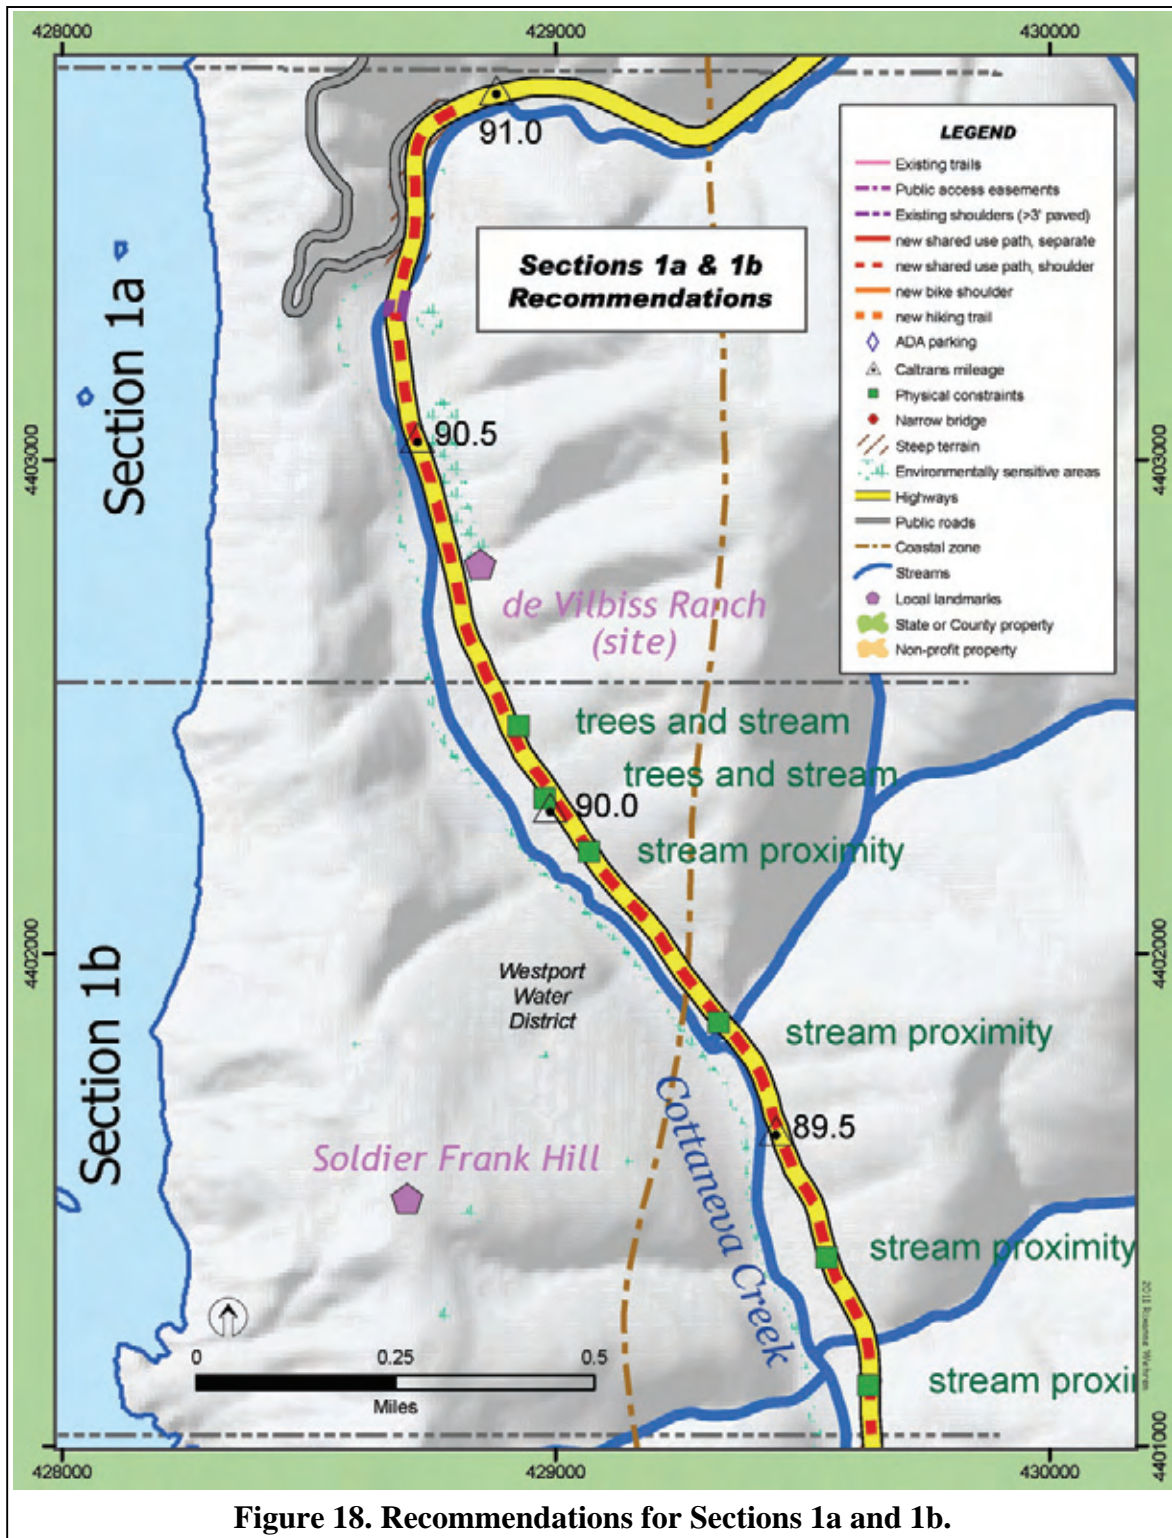 428000
429000
430000
LEGEND
Existing trails
Public access easements
Existing shoulders (>3' paved)
new shared use path, separate
new shared use path, shoulder
new bike shoulder
new hiking trail
ADA parking
Caltrans mileage
Physical constraints
Narrow bridge
Steep terrain
Environmentally sensitive areas
Highways
Public roads
Coastal zone
Streams
Local landmarks
State or County property
Non-profit property
91.0
Sections 1a & 1b
Recommendations
Section 1a
90.5
4403000
4403000
de Vilbiss Ranch
(site)
trees and stream
trees and stream
90.0
stream proximity
4402000
4402000
Section 1b
Westport
Water
District
stream proximity
Cottaneva Creek
89.5
Soldier Frank Hill
stream proximity
0
0.25
0.5
Miles
stream proxi
4401000
428000
429000
430000
Figure 18. Recommendations for Sections 1a and 1b.